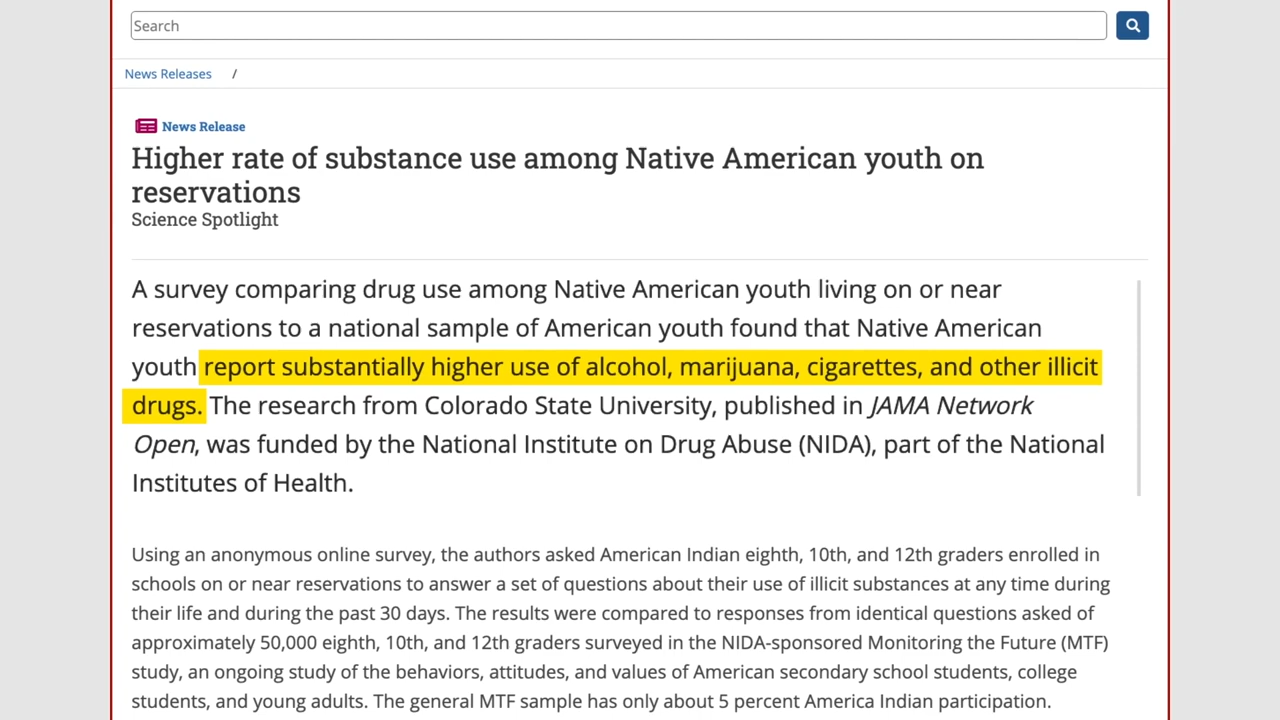 Search
News Releases /
News Release
Higher rate of substance use among Native American youth on
reservations
Science Spotlight
A survey comparing drug use among Native American youth living on or near
reservations to a national sample of American youth found that Native American
youth report substantially higher use of alcohol, marijuana, cigarettes, and other illicit
drugs. The research from Colorado State University, published in JAMA Network
Open, was funded by the National Institute on Drug Abuse (NIDA), part of the National
Institutes of Health.
Using an anonymous online survey, the authors asked American Indian eighth, 10th, and 12th graders enrolled in
schools on or near reservations to answer a set of questions about their use of illicit substances at any time during
their life and during the past 30 days. The results were compared to responses from identical questions asked of
approximately 50,000 eighth, 10th, and 12th graders surveyed in the NIDA-sponsored Monitoring the Future (MTF)
study, an ongoing study of the behaviors, attitudes, and values of American secondary school students, college
students, and young adults. The general MTF sample has only about 5 percent America Indian participation.